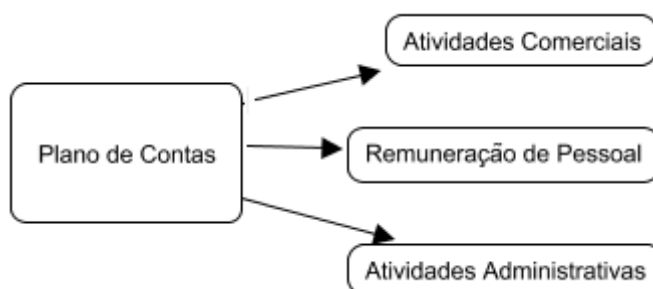 Atividades Comerciais
Plano de Contas
Remuneração de Pessoal
Atividades Administrativas